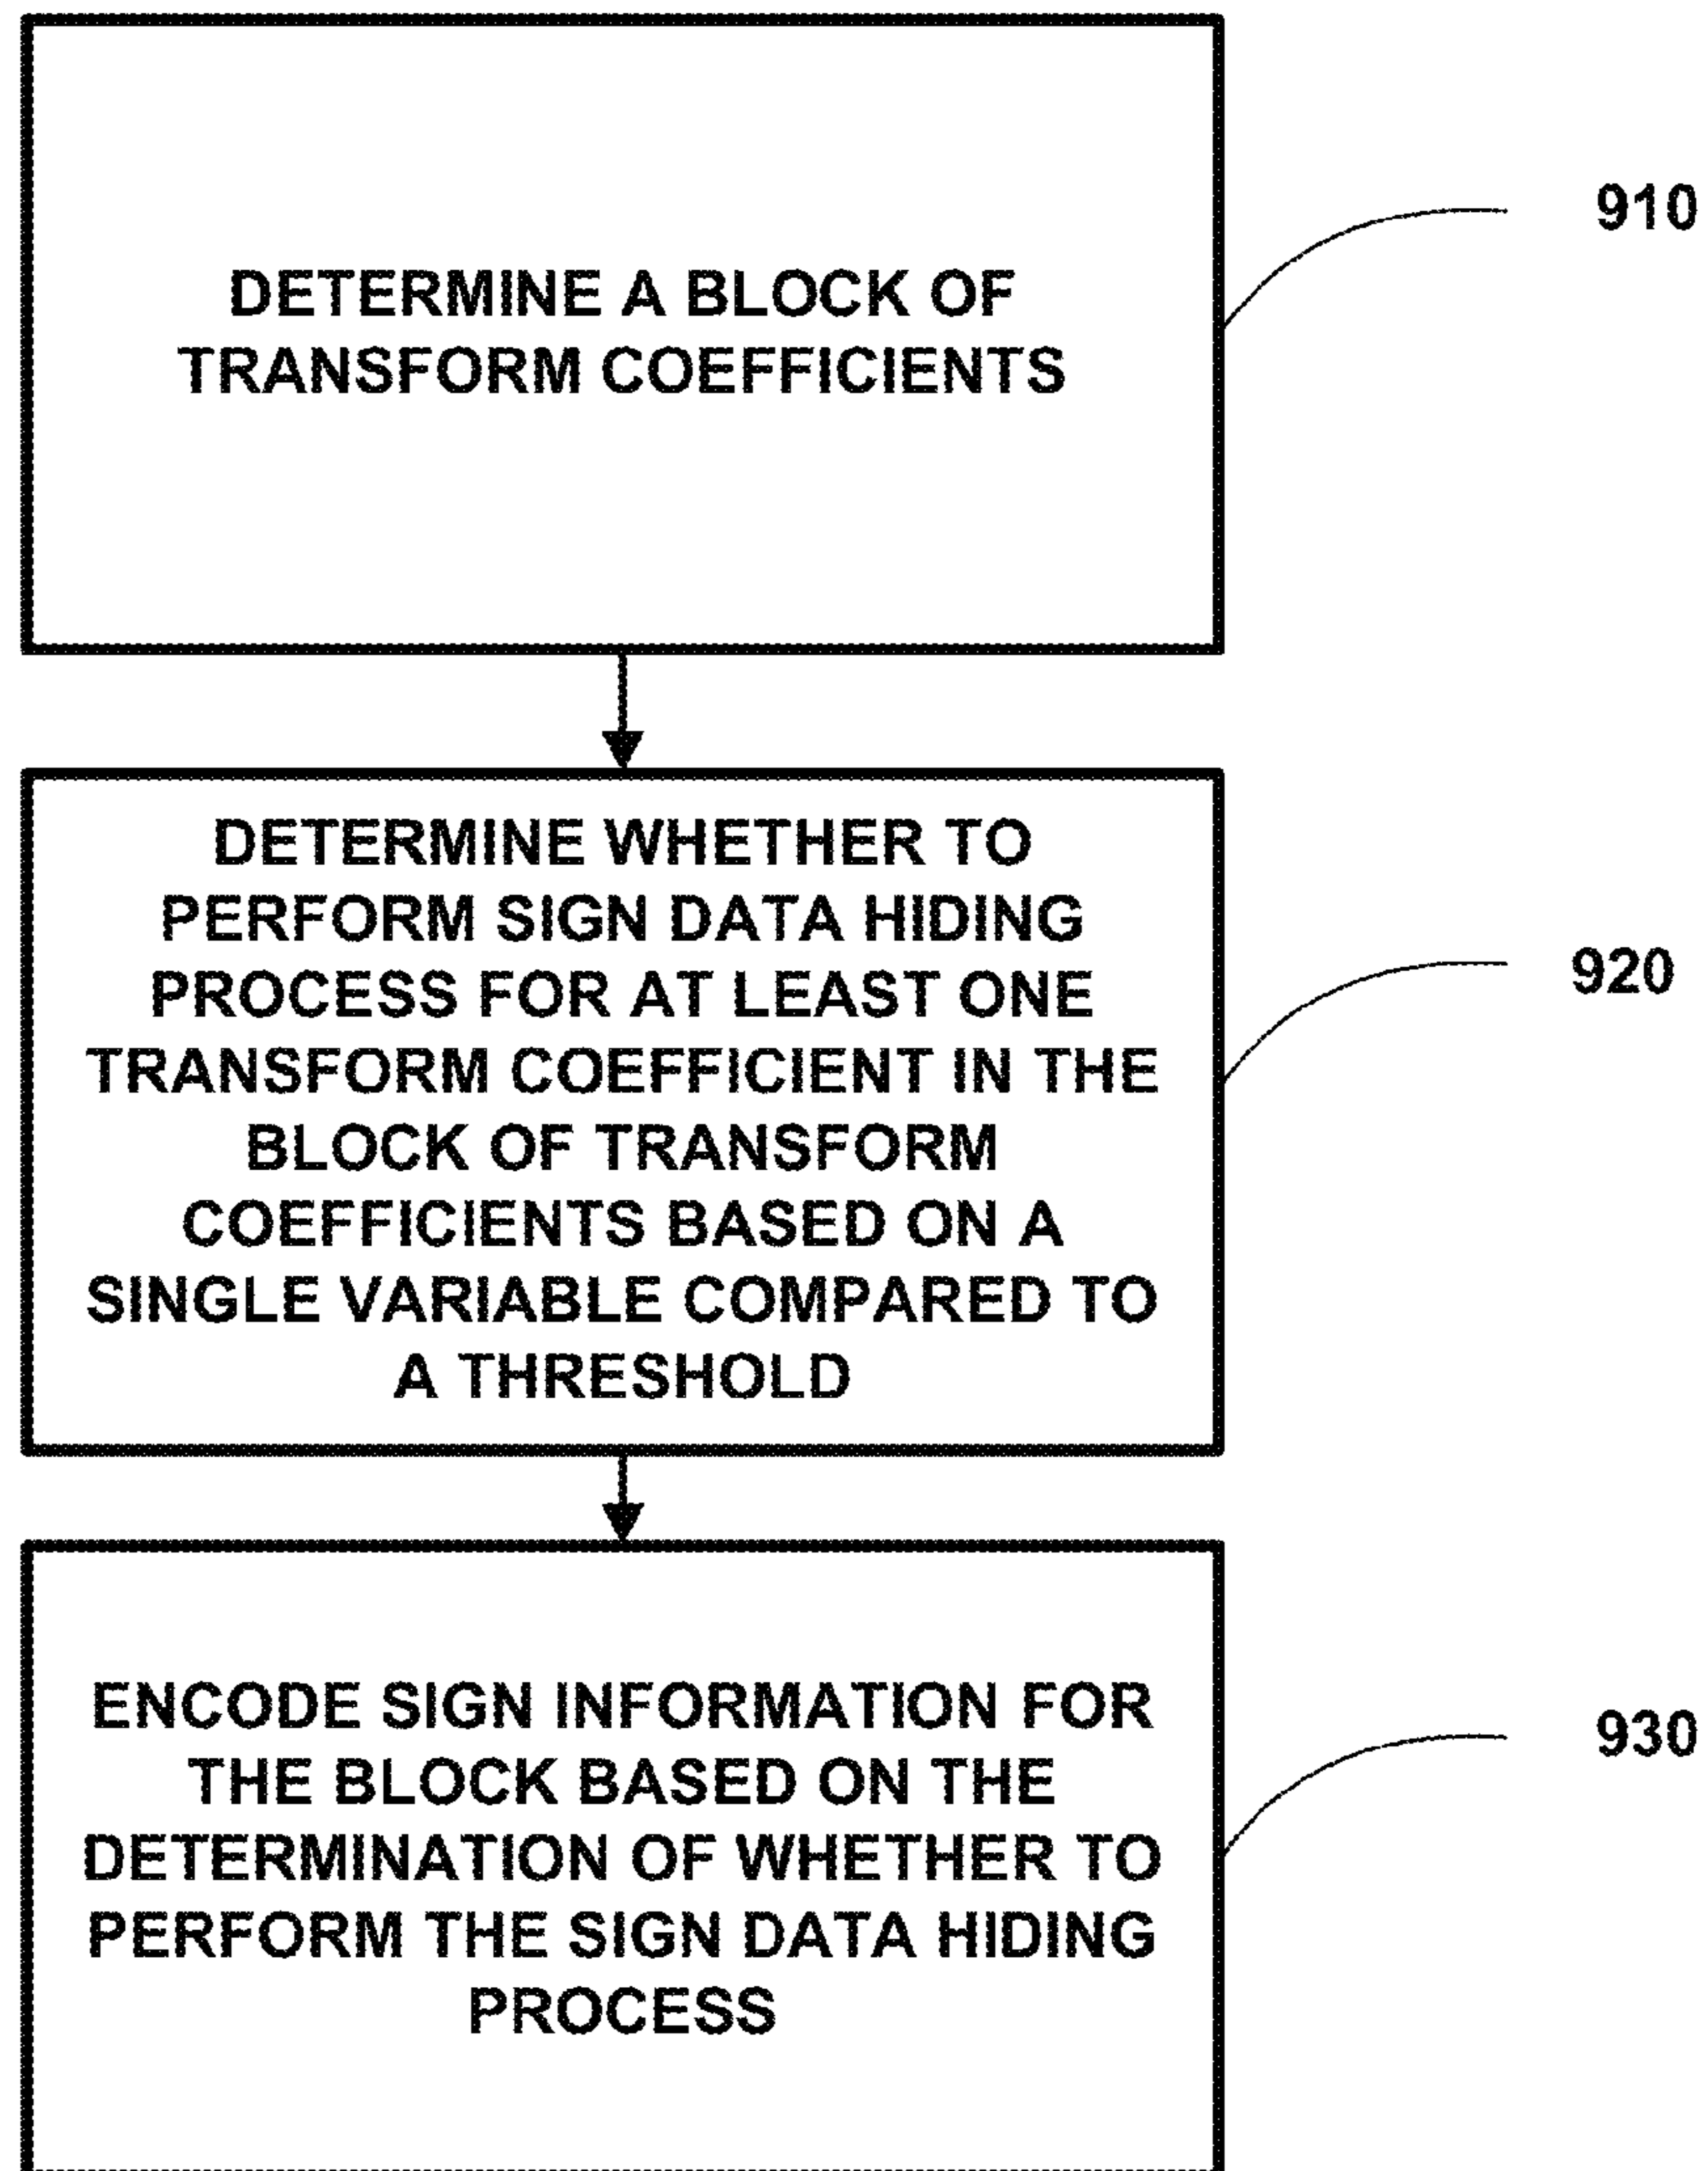 DETERMINE A BLOCK OF
TRANSFORM COEFFICIENTS
910
DETERMINE WHETHER TO
PERFORM SIGN DATA HIDING
PROCESS FOR AT LEAST ONE
TRANSFORM COEFFICIENT IN THE
BLOCK OF TRANSFORM
COEFFICIENTS BASED ON A
SINGLE VARIABLE COMPARED TO
A THRESHOLD
920
ENCODE SIGN INFORMATION FOR
THE BLOCK BASED ON THE
DETERMINATION OF WHETHER TO
PERFORM THE SIGN DATA HIDING
PROCESS
930